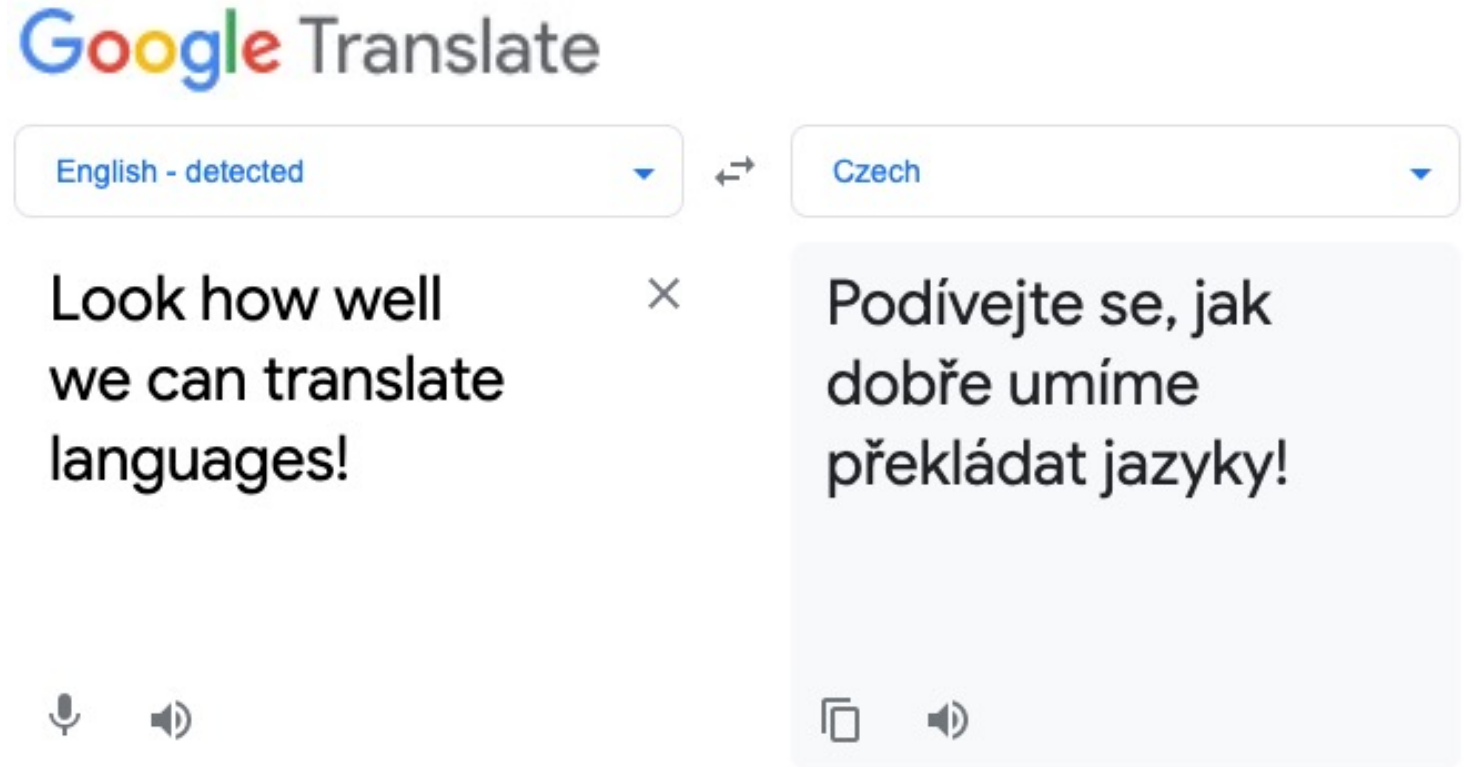 Google Translate
English - detected
Czech
Look how well
we can translate
languages!
Podívejte se, jak
dobře umíme
překládat jazyky!